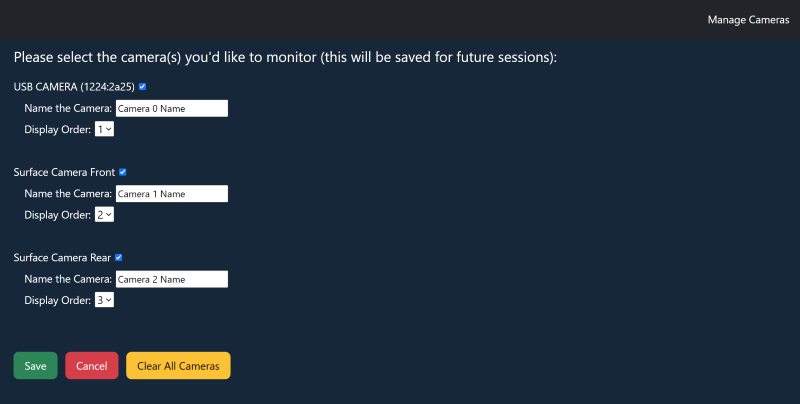 Manage Cameras
Please select the camera(s) you'd like to monitor (this will be saved for future sessions):
USB CAMERA (1224:2a25)
Name the Camera: Camera 0 Name
Display Order: 1
Surface Camera Front
Name the Camera: Camera 1 Name
Display Order: 2
Surface Camera Rear
Name the Camera: Camera 2 Name
Display Order: 3
Save Cancel Clear All Cameras